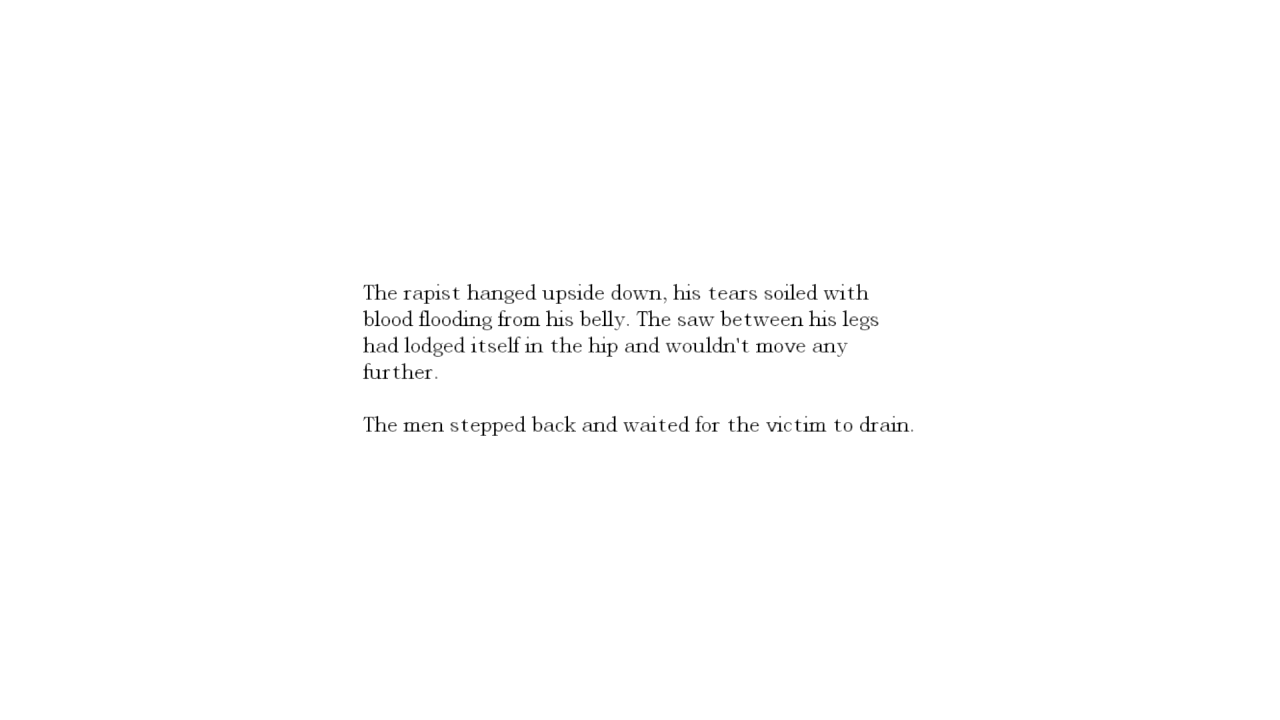 The rapist hanged upside down, his tears soiled with
blood flooding from his belly. The saw between his legs
had lodged itself in the hip and wouldn't move any
further.
The men stepped back and waited for the victim to drain.